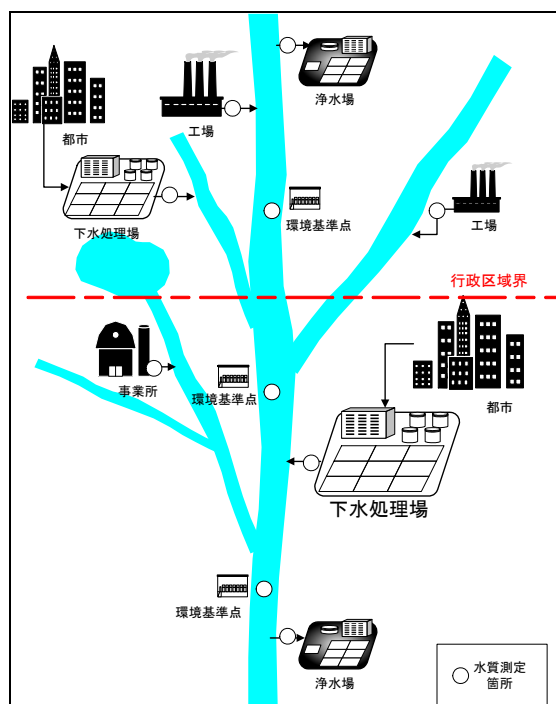 浄水場
都市
工場
環境基準点
下水処理場
工場
行政区域界
事業所
環境基準点
都市
下水処理場
環境基準点
浄水場
水質測定
箇所